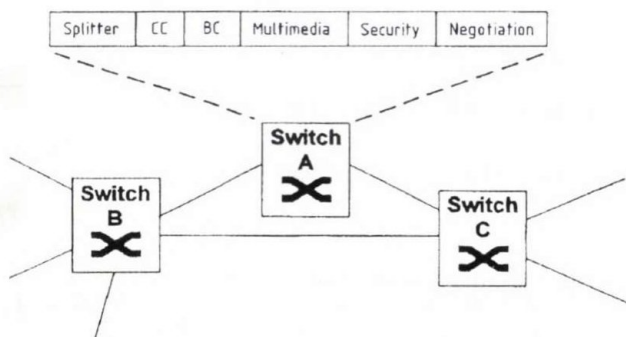 Splitter CC BC Multimedia Security Negotiation
Switch
A
Switch
B
Switch
C